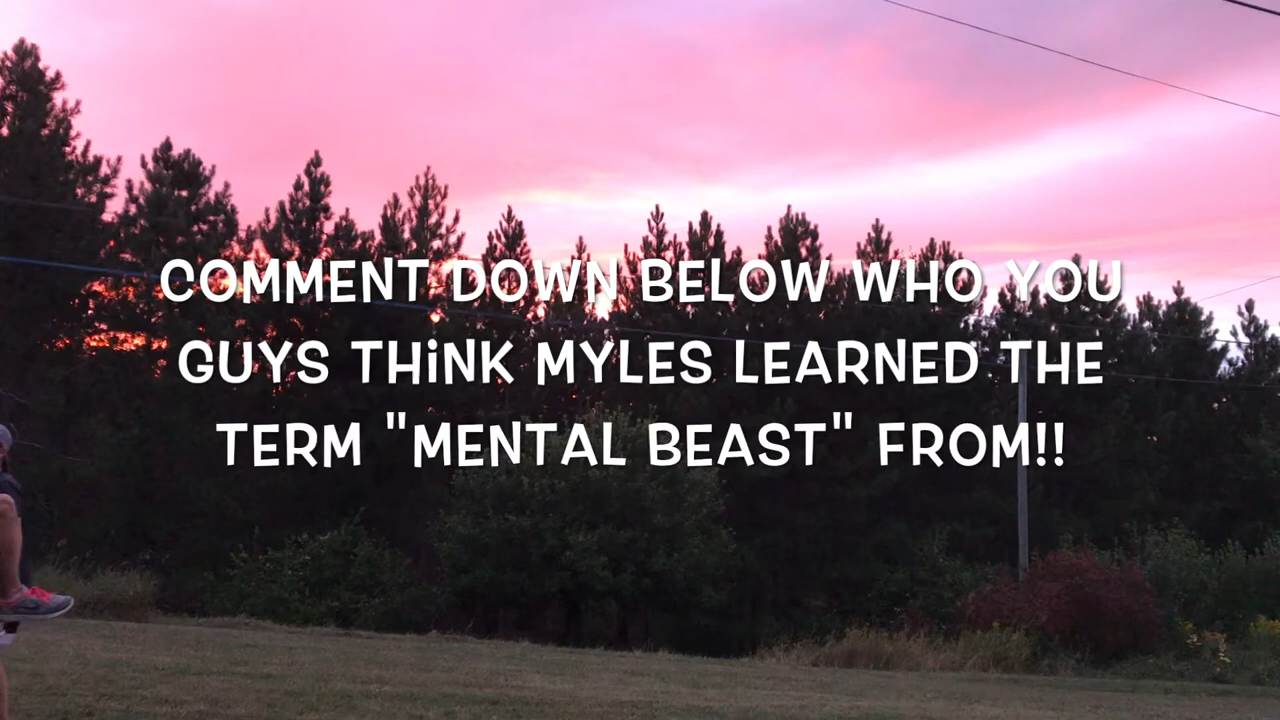 COMMENT DOWN BELOW WHO YOU
GUYS THiNK MYLES LEARNED THE
TERM "MENTAL BEAST" FROM!!